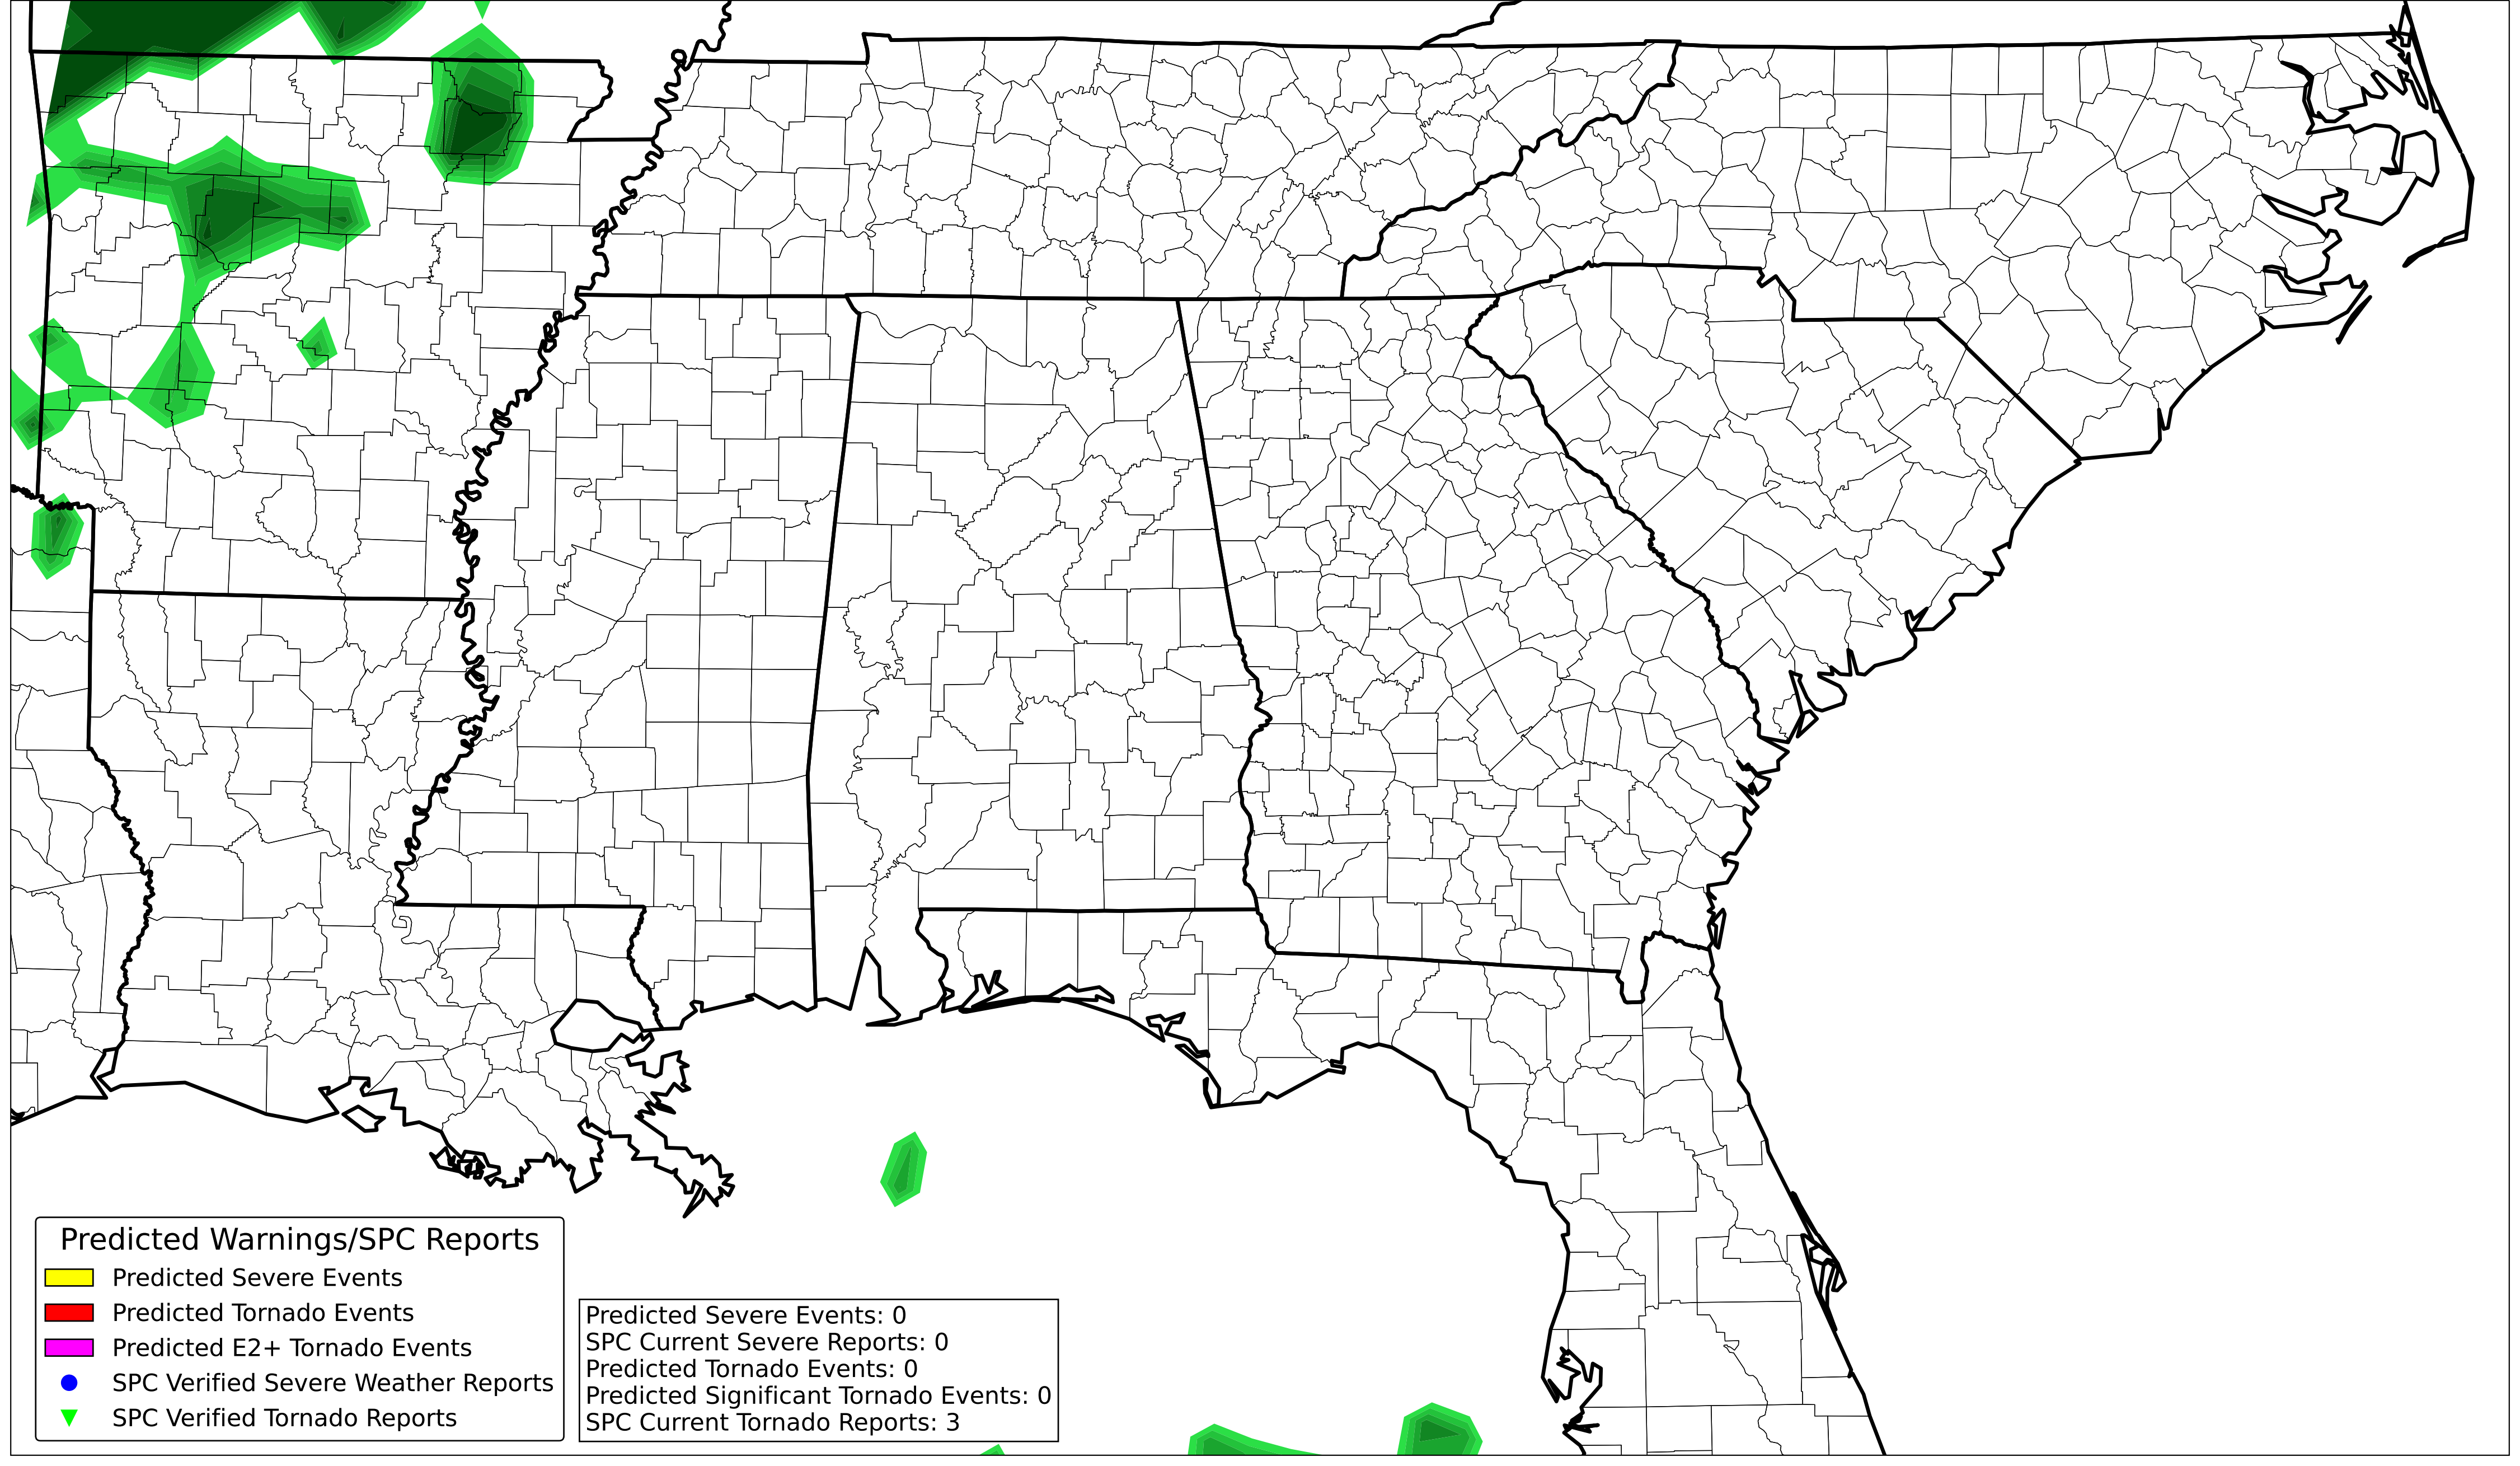 Predicted Warnings/SPC Reports
Predicted Severe Events
Predicted Tornado Events
Predicted E2+ Tornado Events
SPC Verified Severe Weather Reports
SPC Verified Tornado Reports
Predicted Severe Events: 0
SPC Current Severe Reports: 0
Predicted Tornado Events: 0
Predicted Significant Tornado Events: 0
SPC Current Tornado Reports: 3